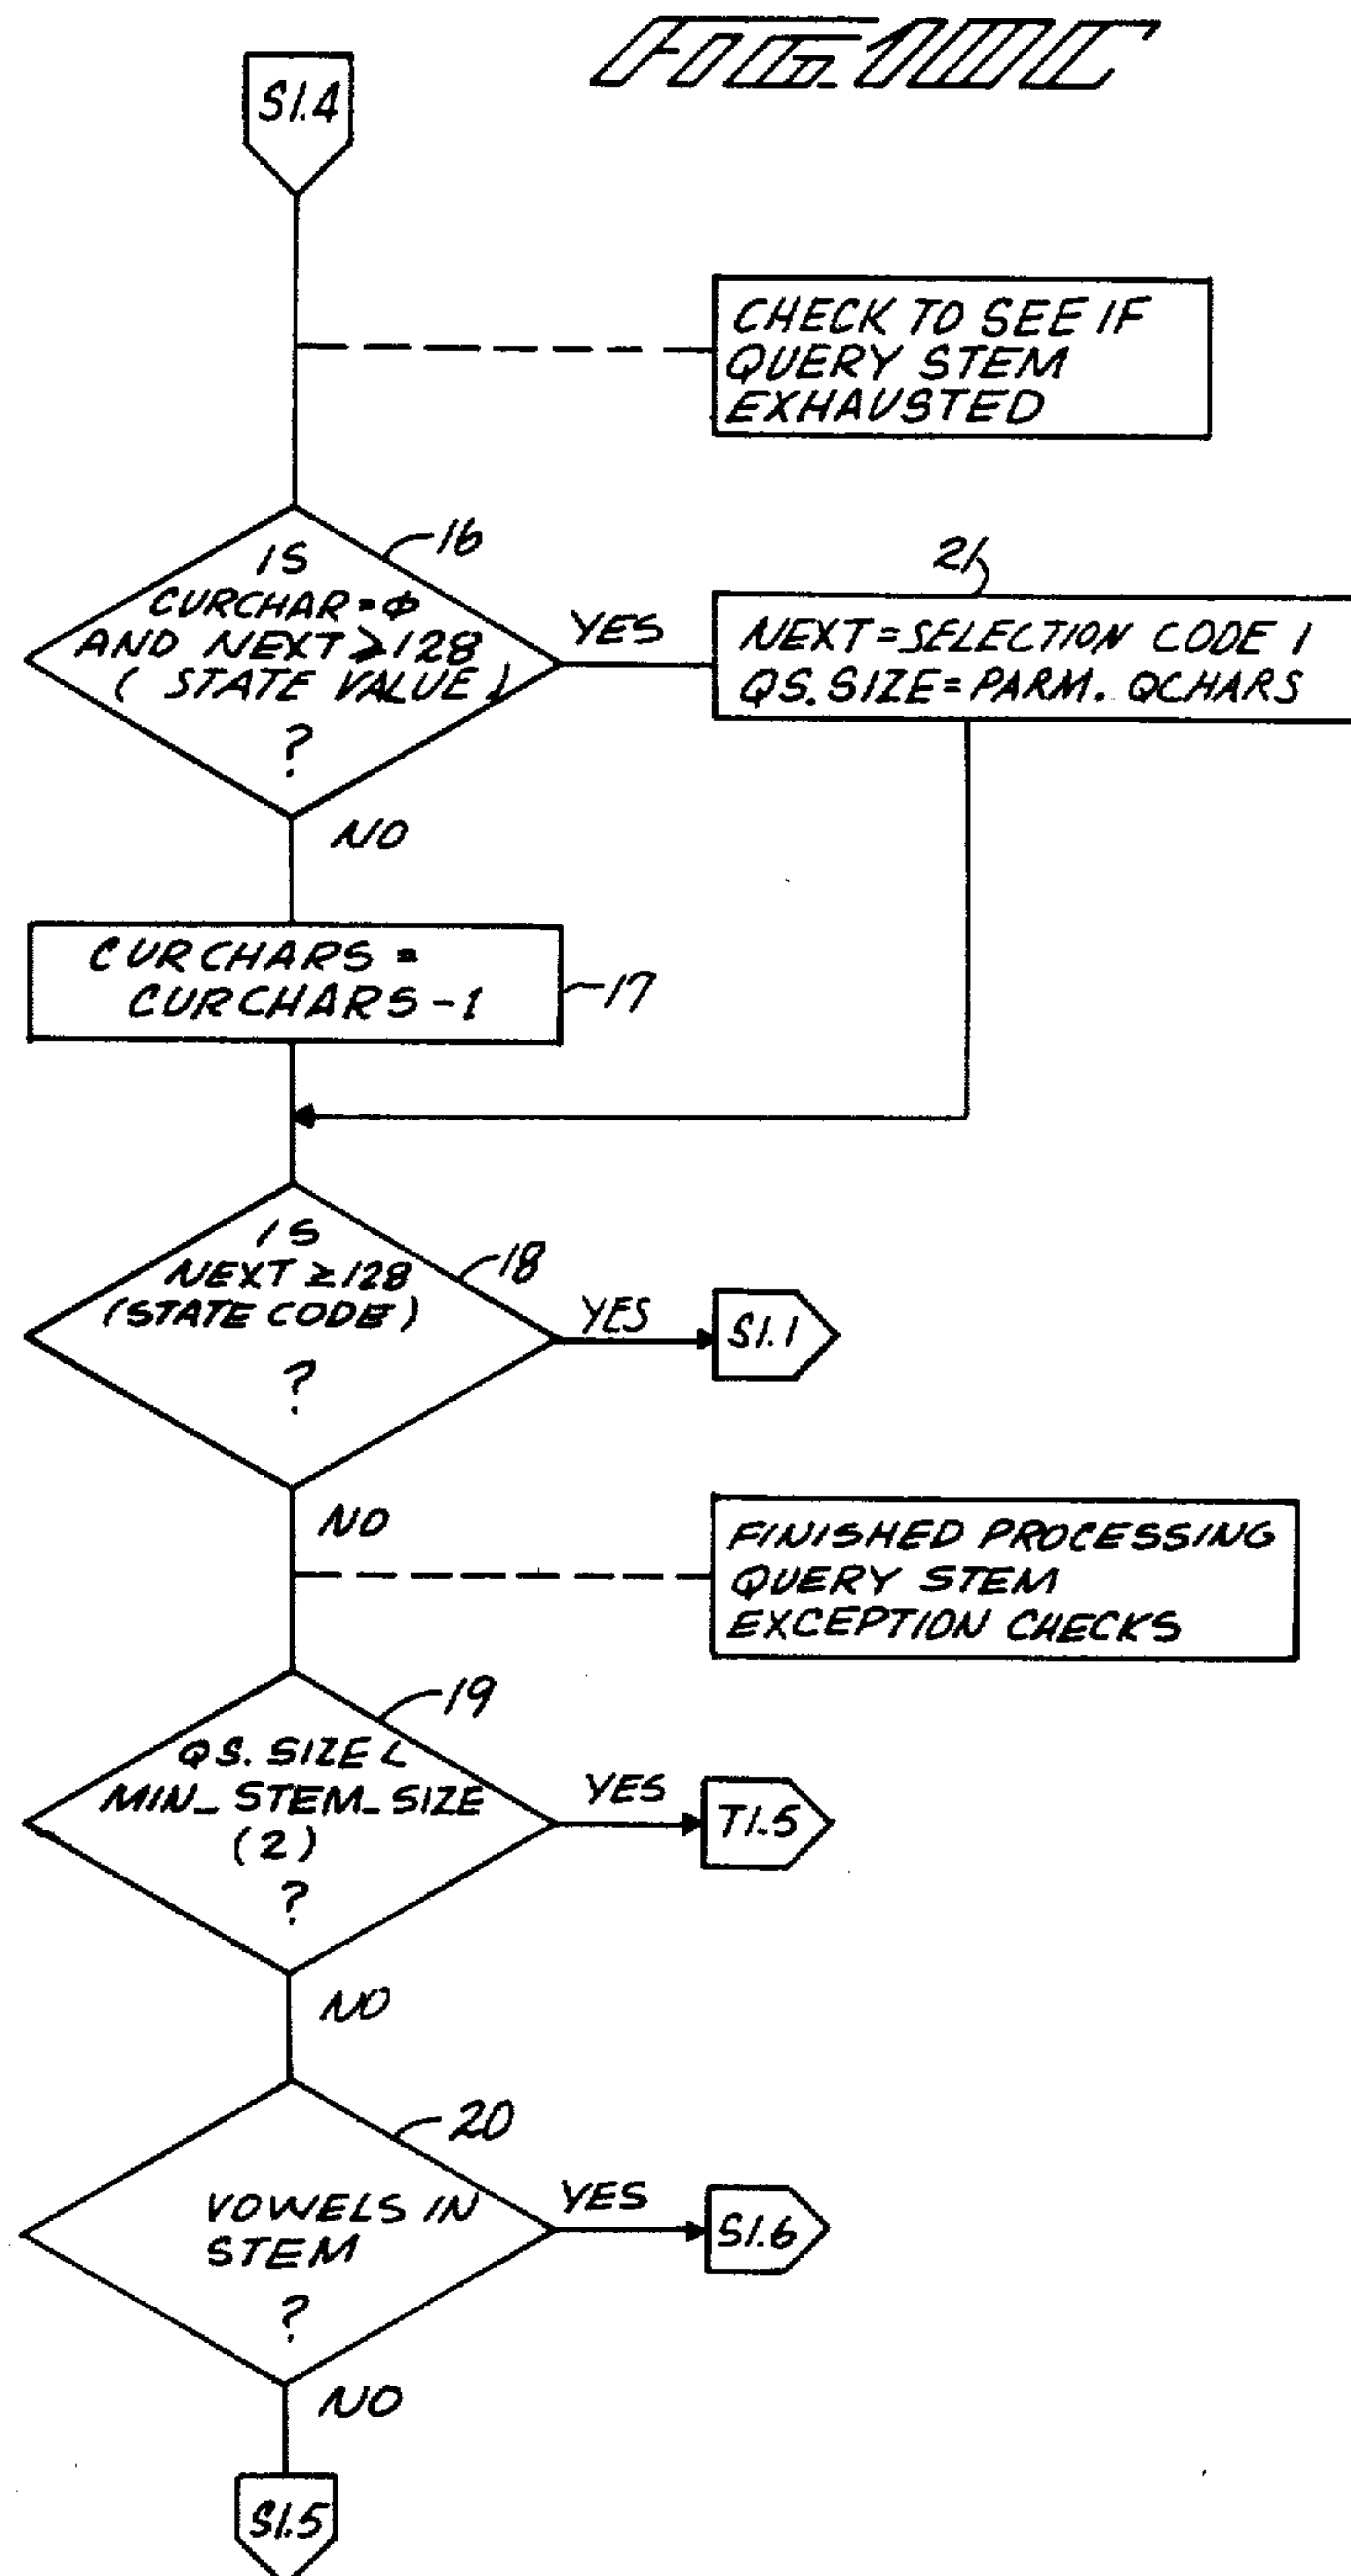 FIG. 10C
S1.4
CHECK TO SEE IF
QUERY STEM
EXHAUSTED
16
IS
CURCHAR=ϕ
AND NEXT ≥128
( STATE VALUE )
?
YES
21
NEXT=SELECTION CODE 1
QS.SIZE=PARM. QCHARS
NO
CURCHARS =
CURCHARS -1
17
IS
NEXT ≥128
(STATE CODE)
?
18
YES
S1.1
NO
FINISHED PROCESSING
QUERY STEM
EXCEPTION CHECKS
19
QS. SIZE <
MIN_ STEM_ SIZE
(2)
?
YES
T1.5
NO
20
VOWELS IN
STEM
?
YES
S1.6
NO
S1.5